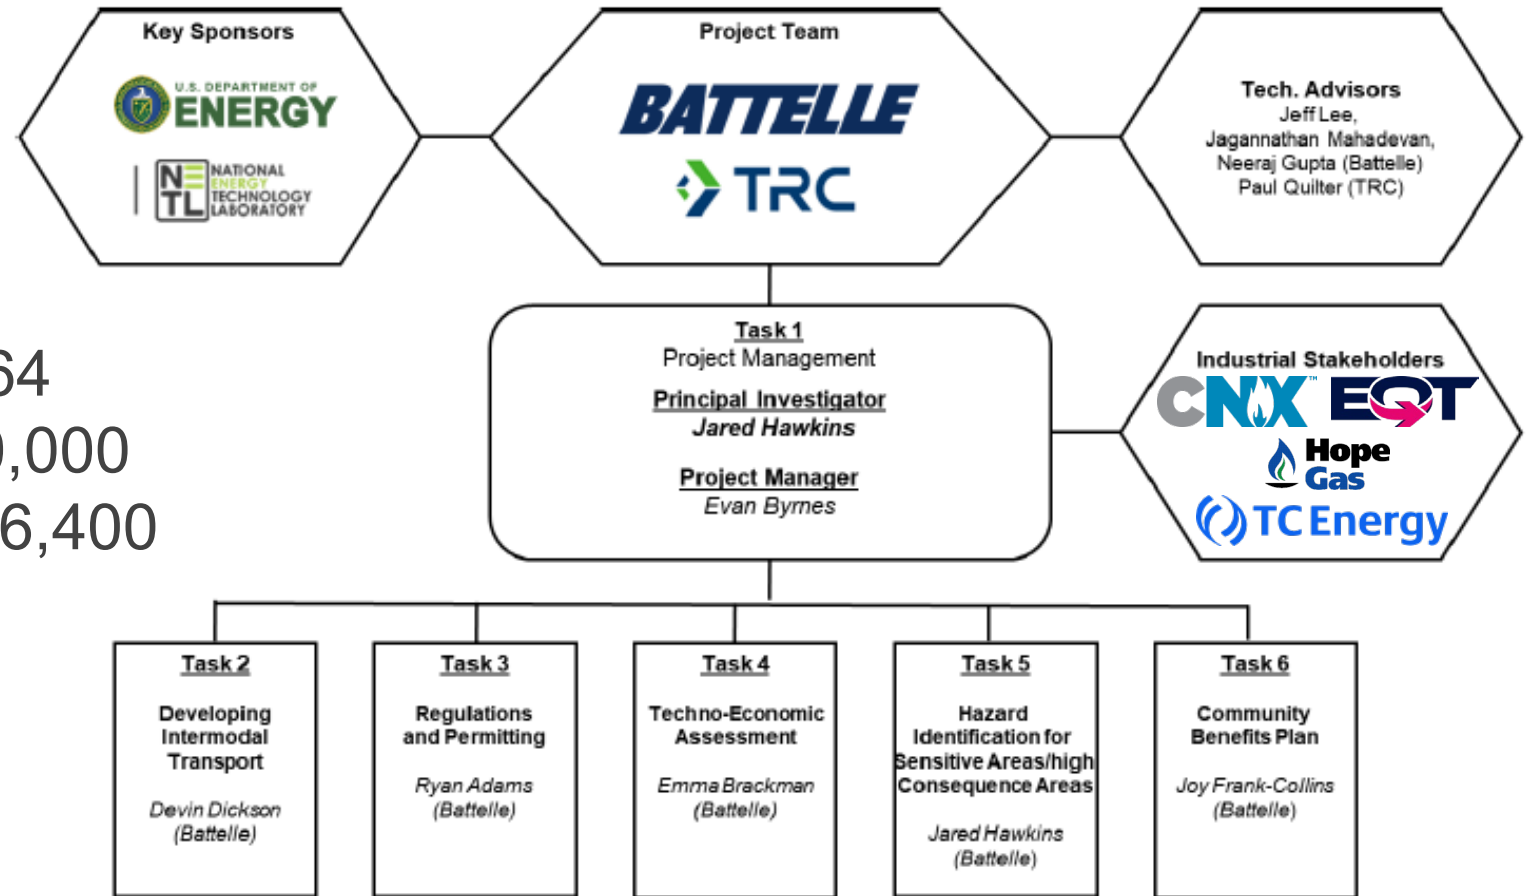 Key Sponsors
U.S. DEPARTMENT OF
ENERGY
NETL
NATIONAL
ENERGY
TECHNOLOGY
LABORATORY
Project Team
BATTELLE
TRC
Tech. Advisors
Jeff Lee,
Jagannathan Mahadevan,
Neeraj Gupta (Battelle)
Paul Quilter (TRC)
64
,000
6,400
Task 1
Project Management
Principal Investigator
Jared Hawkins
Project Manager
Evan Byrnes
Industrial Stakeholders
CNX™ EQT
Hope
Gas
TC Energy
Task 2
Developing
Intermodal
Transport
Devin Dickson
(Battelle)
Task 3
Regulations
and Permitting
Ryan Adams
(Battelle)
Task 4
Techno-Economic
Assessment
Emma Brackman
(Battelle)
Task 5
Hazard
Identification for
Sensitive Areas/high
Consequence Areas
Jared Hawkins
(Battelle)
Task 6
Community
Benefits Plan
Joy Frank-Collins
(Battelle)